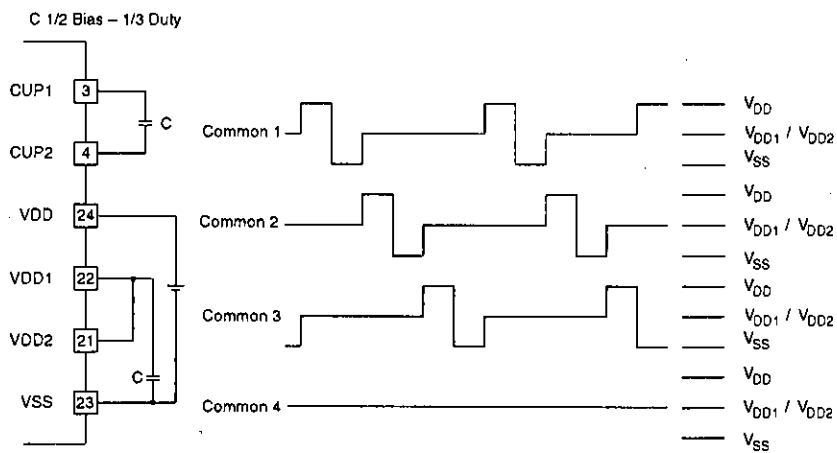 C 1/2 Bias – 1/3 Duty
CUP1 3
C
CUP2 4
VDD 24
VDD1 22
VDD2 21
C
VSS 23
Common 1
VDD
VDD1 / VDD2
VSS
Common 2
VDD
VDD1 / VDD2
VSS
Common 3
VDD
VDD1 / VDD2
VSS
Common 4
VDD
VDD1 / VDD2
VSS